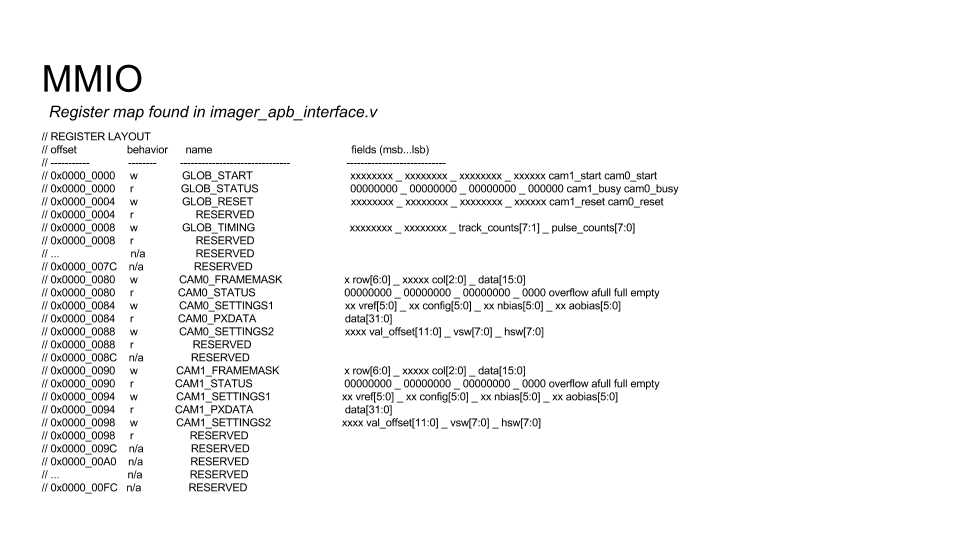 MMIO
Register map found in imager_apb_interface.v
// REGISTER LAYOUT
// offset behavior name fields (msb...lsb)
// ----------- -------- ------------------------------- ----------------------------
// 0x0000_0000 w GLOB_START xxxxxxxx _ xxxxxxxx _ xxxxxxxx _ xxxxxx cam1_start cam0_start
// 0x0000_0000 r GLOB_STATUS 00000000 _ 00000000 _ 00000000 _ 000000 cam1_busy cam0_busy
// 0x0000_0004 w GLOB_RESET xxxxxxxx _ xxxxxxxx _ xxxxxxxx _ xxxxxx cam1_reset cam0_reset
// 0x0000_0004 r RESERVED
// 0x0000_0008 w GLOB_TIMING xxxxxxxx _ xxxxxxxx _ track_counts[7:1] _ pulse_counts[7:0]
// 0x0000_0008 r RESERVED
// ... n/a RESERVED
// 0x0000_007C n/a RESERVED
// 0x0000_0080 w CAM0_FRAMEMASK x row[6:0] _ xxxxx col[2:0] _ data[15:0]
// 0x0000_0080 r CAM0_STATUS 00000000 _ 00000000 _ 00000000 _ 0000 overflow afull full empty
// 0x0000_0084 w CAM0_SETTINGS1 xx vref[5:0] _ xx config[5:0] _ xx nbias[5:0] _ xx aobias[5:0]
// 0x0000_0084 r CAM0_PXDATA data[31:0]
// 0x0000_0088 w CAM0_SETTINGS2 xxxx val_offset[11:0] _ vsw[7:0] _ hsw[7:0]
// 0x0000_0088 r RESERVED
// 0x0000_008C n/a RESERVED
// 0x0000_0090 w CAM1_FRAMEMASK x row[6:0] _ xxxxx col[2:0] _ data[15:0]
// 0x0000_0090 r CAM1_STATUS 00000000 _ 00000000 _ 00000000 _ 0000 overflow afull full empty
// 0x0000_0094 w CAM1_SETTINGS1 xx vref[5:0] _ xx config[5:0] _ xx nbias[5:0] _ xx aobias[5:0]
// 0x0000_0094 r CAM1_PXDATA data[31:0]
// 0x0000_0098 w CAM1_SETTINGS2 xxxx val_offset[11:0] _ vsw[7:0] _ hsw[7:0]
// 0x0000_0098 r RESERVED
// 0x0000_009C n/a RESERVED
// 0x0000_00A0 n/a RESERVED
// ... n/a RESERVED
// 0x0000_00FC n/a RESERVED